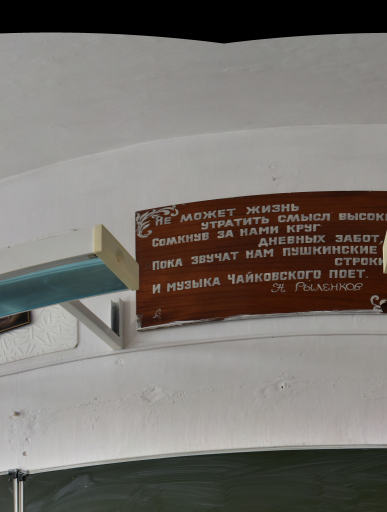 НЕ МОЖЕТ ЖИЗНЬ
УТРАТИТЬ СМЫСЛ
СОМКНУВ ЗА НАМИ КРУГ
ДНЕВНЫХ ЗАБОТ,
ПОКА ЗВУЧАТ НАМ ПУШКИНСКИЕ
СТРОКИ
И МУЗЫКА ЧАЙКОВСКОГО ПОЕТ.
Н. РЫЛЕНКОВ